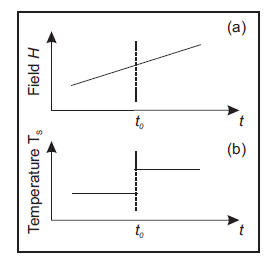 (a)
Field H
t₀
t
(b)
Temperature Tₛ
t₀
t